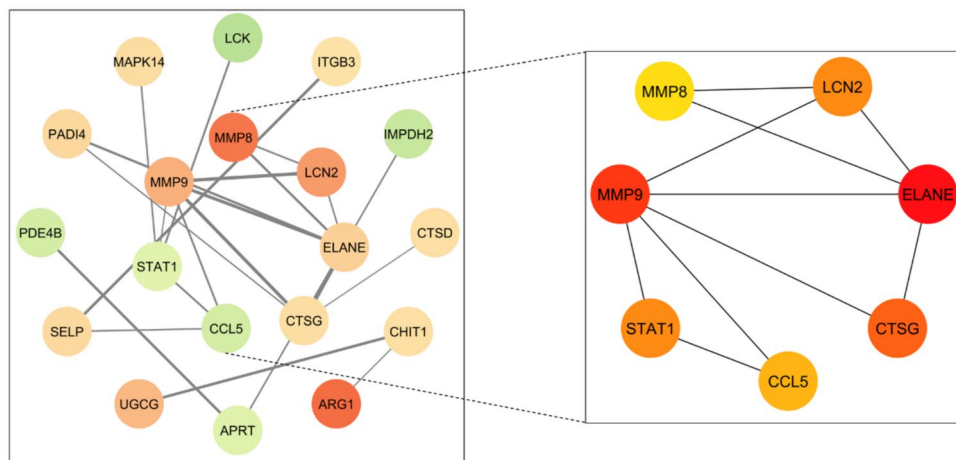 LCK
MAPK14
ITGB3
PADI4
MMP8
IMPDH2
LCN2
MMP9
PDE4B
ELANE
CTSD
STAT1
SELP
CCL5
CTSG
CHIT1
UGCG
ARG1
APRT
MMP8
LCN2
MMP9
ELANE
STAT1
CTSG
CCL5